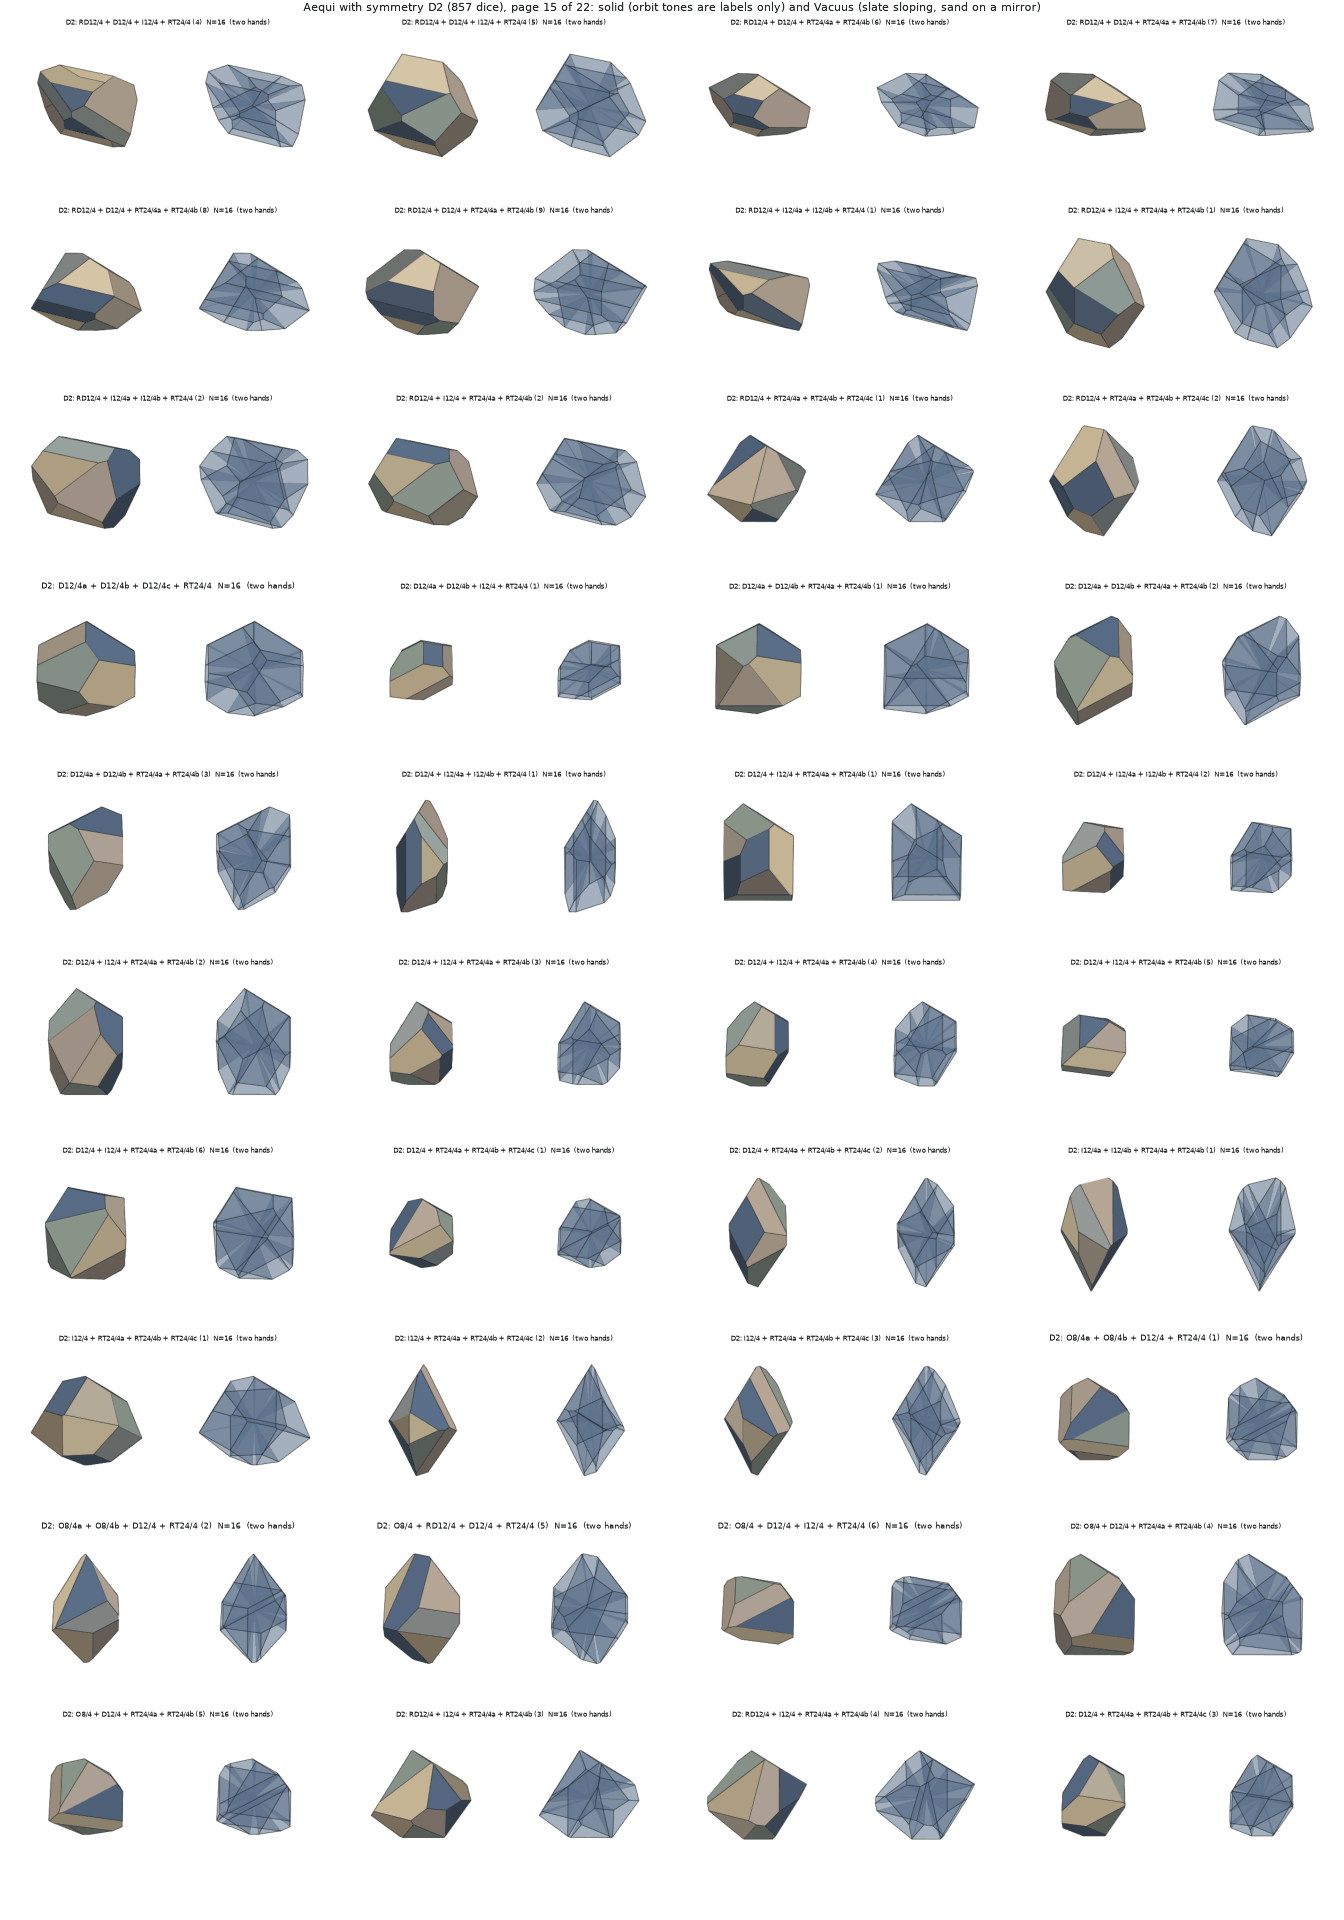 Aequi with symmetry D2 (857 dice), page 15 of 22: solid (orbit tones are labels only) and Vacuus (slate sloping, sand on a mirror)
D2: RD12/4 + D12/4 + I12/4 + RT24/4 (4)  N=16  (two hands)
D2: RD12/4 + D12/4 + I12/4 + RT24/4 (5)  N=16  (two hands)
D2: RD12/4 + D12/4 + RT24/4a + RT24/4b (6)  N=16  (two hands)
D2: RD12/4 + D12/4 + RT24/4a + RT24/4b (7)  N=16  (two hands)
D2: RD12/4 + D12/4 + RT24/4a + RT24/4b (8)  N=16  (two hands)
D2: RD12/4 + D12/4 + RT24/4a + RT24/4b (9)  N=16  (two hands)
D2: RD12/4 + I12/4a + I12/4b + RT24/4 (1)  N=16  (two hands)
D2: RD12/4 + I12/4 + RT24/4a + RT24/4b (1)  N=16  (two hands)
D2: RD12/4 + I12/4a + I12/4b + RT24/4 (2)  N=16  (two hands)
D2: RD12/4 + I12/4 + RT24/4a + RT24/4b (2)  N=16  (two hands)
D2: RD12/4 + RT24/4a + RT24/4b + RT24/4c (1)  N=16  (two hands)
D2: RD12/4 + RT24/4a + RT24/4b + RT24/4c (2)  N=16  (two hands)
D2: D12/4a + D12/4b + D12/4c + RT24/4  N=16  (two hands)
D2: D12/4a + D12/4b + I12/4 + RT24/4 (1)  N=16  (two hands)
D2: D12/4a + D12/4b + RT24/4a + RT24/4b (1)  N=16  (two hands)
D2: D12/4a + D12/4b + RT24/4a + RT24/4b (2)  N=16  (two hands)
D2: D12/4a + D12/4b + RT24/4a + RT24/4b (3)  N=16  (two hands)
D2: D12/4 + I12/4a + I12/4b + RT24/4 (1)  N=16  (two hands)
D2: D12/4 + I12/4 + RT24/4a + RT24/4b (1)  N=16  (two hands)
D2: D12/4 + I12/4a + I12/4b + RT24/4 (2)  N=16  (two hands)
D2: D12/4 + I12/4 + RT24/4a + RT24/4b (2)  N=16  (two hands)
D2: D12/4 + I12/4 + RT24/4a + RT24/4b (3)  N=16  (two hands)
D2: D12/4 + I12/4 + RT24/4a + RT24/4b (4)  N=16  (two hands)
D2: D12/4 + I12/4 + RT24/4a + RT24/4b (5)  N=16  (two hands)
D2: D12/4 + I12/4 + RT24/4a + RT24/4b (6)  N=16  (two hands)
D2: D12/4 + RT24/4a + RT24/4b + RT24/4c (1)  N=16  (two hands)
D2: D12/4 + RT24/4a + RT24/4b + RT24/4c (2)  N=16  (two hands)
D2: I12/4a + I12/4b + RT24/4a + RT24/4b (1)  N=16  (two hands)
D2: I12/4 + RT24/4a + RT24/4b + RT24/4c (1)  N=16  (two hands)
D2: I12/4 + RT24/4a + RT24/4b + RT24/4c (2)  N=16  (two hands)
D2: I12/4 + RT24/4a + RT24/4b + RT24/4c (3)  N=16  (two hands)
D2: O8/4a + O8/4b + D12/4 + RT24/4 (1)  N=16  (two hands)
D2: O8/4a + O8/4b + D12/4 + RT24/4 (2)  N=16  (two hands)
D2: O8/4 + RD12/4 + D12/4 + RT24/4 (5)  N=16  (two hands)
D2: O8/4 + D12/4 + I12/4 + RT24/4 (6)  N=16  (two hands)
D2: O8/4 + D12/4 + RT24/4a + RT24/4b (4)  N=16  (two hands)
D2: O8/4 + D12/4 + RT24/4a + RT24/4b (5)  N=16  (two hands)
D2: RD12/4 + I12/4 + RT24/4a + RT24/4b (3)  N=16  (two hands)
D2: RD12/4 + I12/4 + RT24/4a + RT24/4b (4)  N=16  (two hands)
D2: D12/4 + RT24/4a + RT24/4b + RT24/4c (3)  N=16  (two hands)